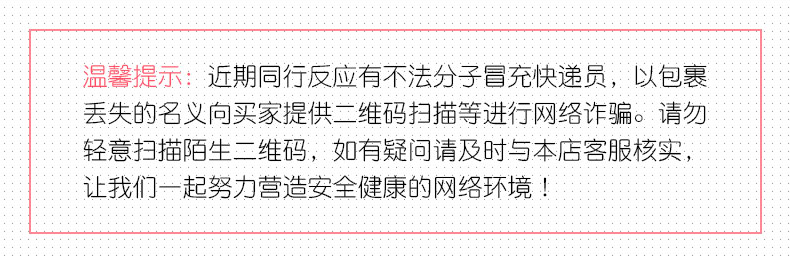 温馨提示：近期同行反应有不法分子冒充快递员，以包裹
丢失的名义向买家提供二维码扫描等进行网络诈骗。请勿
轻意扫描陌生二维码，如有疑问请及时与本店客服核实，
让我们一起努力营造安全健康的网络环境！